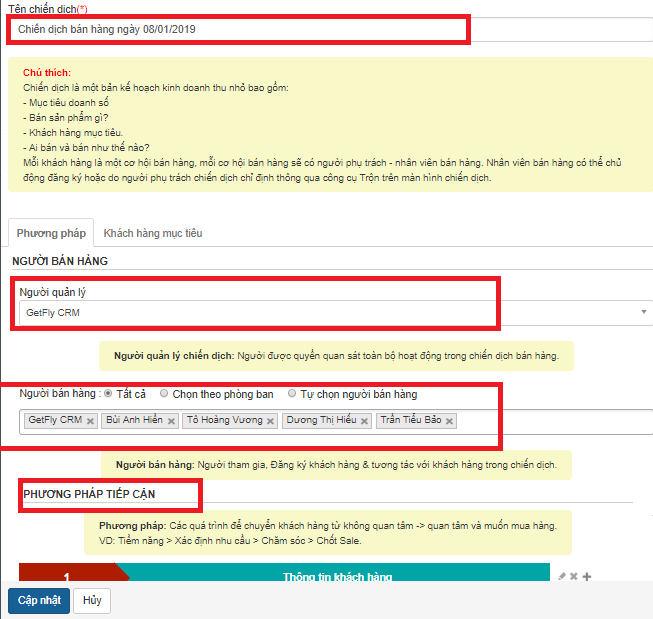 Tên chiến dịch(*)
Chiến dịch bán hàng ngày 08/01/2019
Chú thích:
Chiến dịch là một bản kế hoạch kinh doanh thu nhỏ bao gồm:
- Mục tiêu doanh số
- Bán sản phẩm gì?
- Khách hàng mục tiêu.
- Ai bán và bán như thế nào?
Mỗi khách hàng là một cơ hội bán hàng, mỗi cơ hội bán hàng sẽ có người phụ trách - nhân viên bán hàng. Nhân viên bán hàng có thể chủ
động đăng ký hoặc do người phụ trách chiến dịch chỉ định thông qua công cụ Trộn trên màn hình chiến dịch.
Phương pháp Khách hàng mục tiêu
NGƯỜI BÁN HÀNG
Người quản lý
GetFly CRM
Người quản lý chiến dịch: Người được quyền quan sát toàn bộ hoạt động trong chiến dịch bán hàng.
Người bán hàng : Tất cả Chọn theo phòng ban Tự chọn người bán hàng
GetFly CRM Bùi Anh Hiển Tô Hoàng Vương Dương Thị Hiếu Trần Tiểu Bảo
Người bán hàng: Người tham gia, Đăng ký khách hàng & tương tác với khách hàng trong chiến dịch.
PHƯƠNG PHÁP TIẾP CẬN
Phương pháp: Các quá trình để chuyển khách hàng từ không quan tâm -> quan tâm và muốn mua hàng.
VD: Tiềm năng > Xác định nhu cầu > Chăm sóc > Chốt Sale.
1 Thông tin khách hàng
Cập nhật Hủy